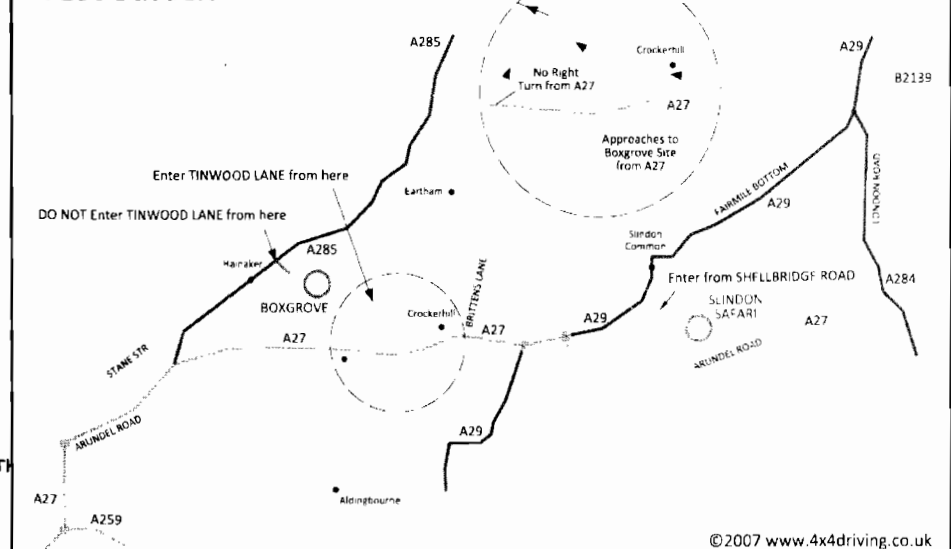 A285
Crockerhill
A29
B2139
No Right
Turn from A27
A27
Approaches to
Boxgrove Site
from A27
Enter TINWOOD LANE from here
Eartham
FAIRMILE BOTTOM
A29
LONDON ROAD
DO NOT Enter TINWOOD LANE from here
A285
Slindon
Common
Halnaker
BOXGROVE
BRITTENS LANE
Enter from SHELLBRIDGE ROAD
A284
SLINDON
SAFARI
Crockerhill
A27
A27
A29
A27
STANE STR
ARUNDEL ROAD
ARUNDEL ROAD
A29
A27
Aldingbourne
A259
©2007 www.4x4driving.co.uk